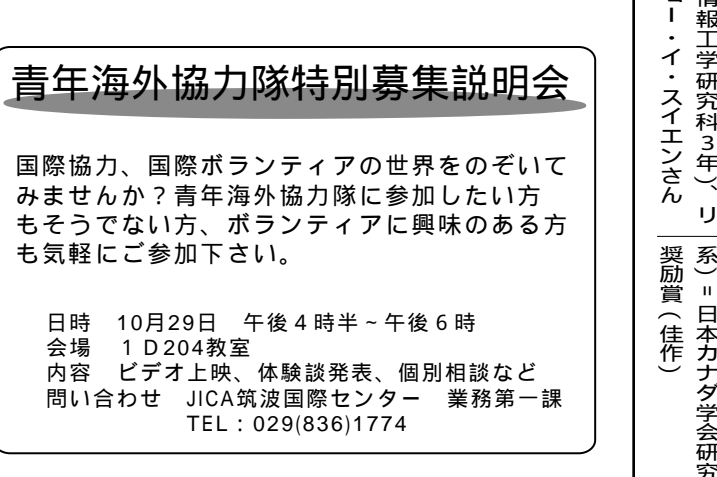 青年海外協力隊特別募集説明会
国際協力、国際ボランティアの世界をのぞいて
みませんか？青年海外協力隊に参加したい方
もそうでない方、ボランティアに興味のある方
も気軽にご参加下さい。
日時　10月29日　午後４時半～午後６時
会場　１Ｄ204教室
内容　ビデオ上映、体験談発表、個別相談など
問い合わせ　JICA筑波国際センター　業務第一課
TEL：029(836)1774
情報工学研究科３年）、リ
ー・イ・スイエンさん
系）＝日本カナダ学会研究
奨励賞（佳作）